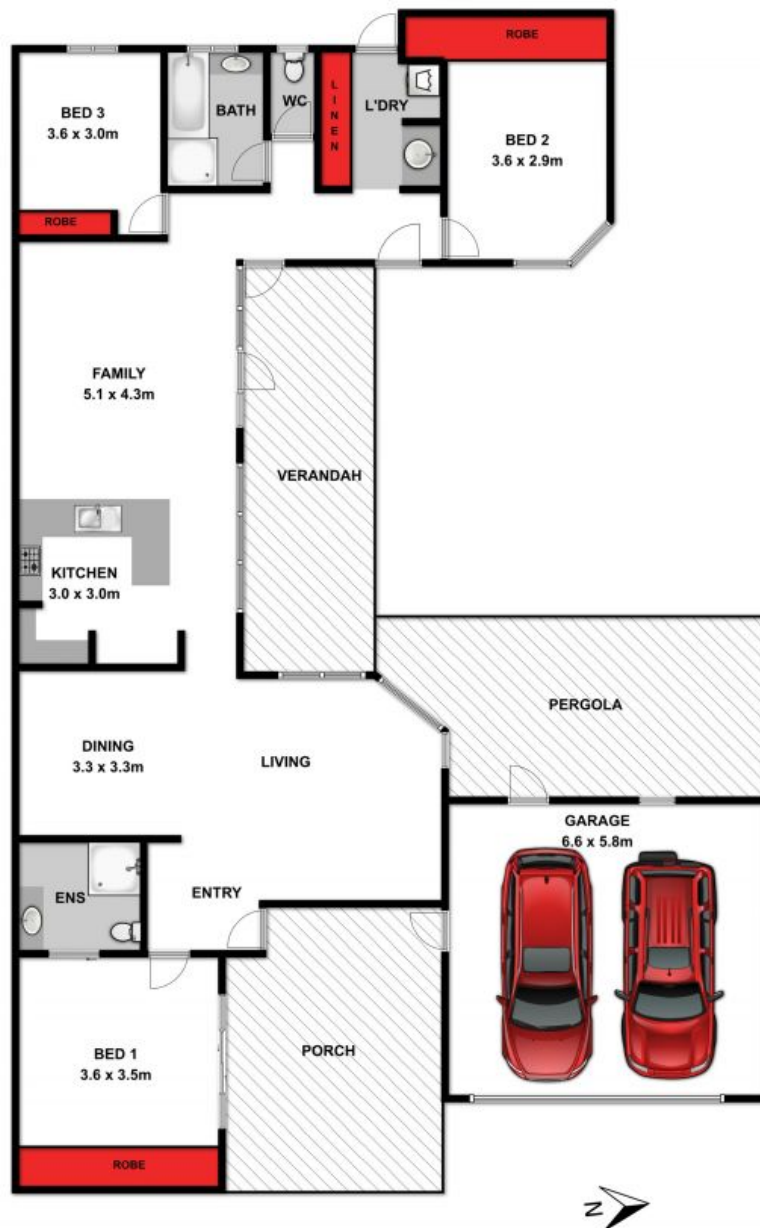 ROBE
BED 3
3.6 x 3.0m
BATH
WC
LINEN
L'DRY
BED 2
3.6 x 2.9m
ROBE
FAMILY
5.1 x 4.3m
VERANDAH
KITCHEN
3.0 x 3.0m
PERGOLA
DINING
3.3 x 3.3m
LIVING
GARAGE
6.6 x 5.8m
ENS
ENTRY
BED 1
3.6 x 3.5m
PORCH
ROBE
N